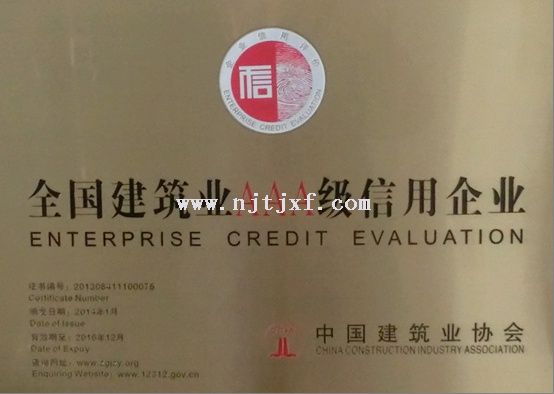 企业信用评价
信
ENTERPRISE CREDIT EVALUATION
全国建筑业AAA级信用企业
www.njtjxf.com
ENTERPRISE CREDIT EVALUATION
证书编号：201308411100076
Certificate Number
颁发日期：2014年1月
Date of Issue
有效期至：2016年12月
Date of Expiry
查询网址：www.zgjzy.org
Enquiring Website：www.12312.gov.cn
中国建筑业协会
CHINA CONSTRUCTION INDUSTRY ASSOCIATION